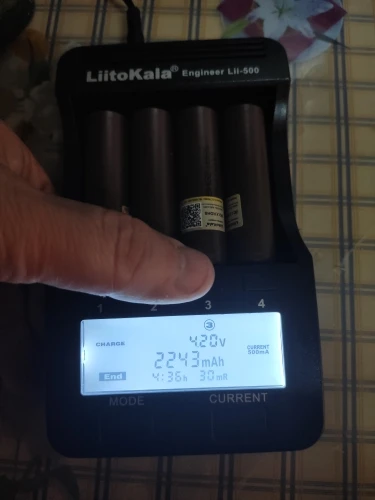 LiitoKala® Engineer Lii-500
1 2 3 4
3
CHARGE 4.20v CURRENT
500mA
2243mAh
End 4:36h 30mR
MODE CURRENT